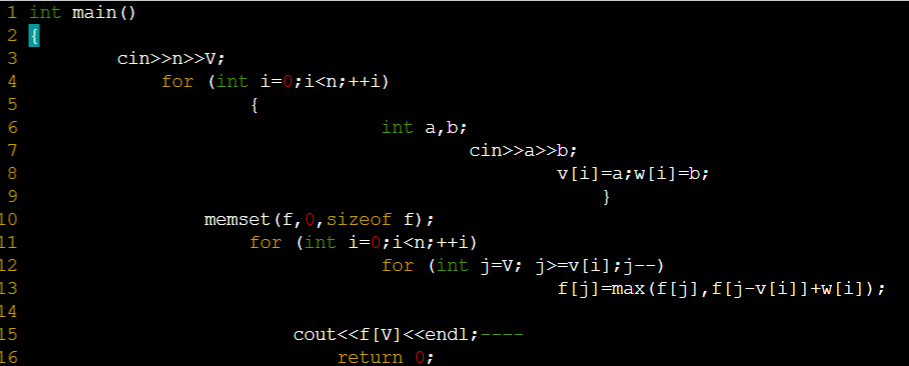 1 int main()
2 {
3 cin>>n>>V;
4 for (int i=0;i<n;++i)
5 {
6 int a,b;
7 cin>>a>>b;
8 v[i]=a;w[i]=b;
9 }
10 memset(f,0,sizeof f);
11 for (int i=0;i<n;++i)
12 for (int j=V; j>=v[i];j--)
13 f[j]=max(f[j],f[j-v[i]]+w[i]);
14
15 cout<<f[V]<<endl;----
16 return 0;